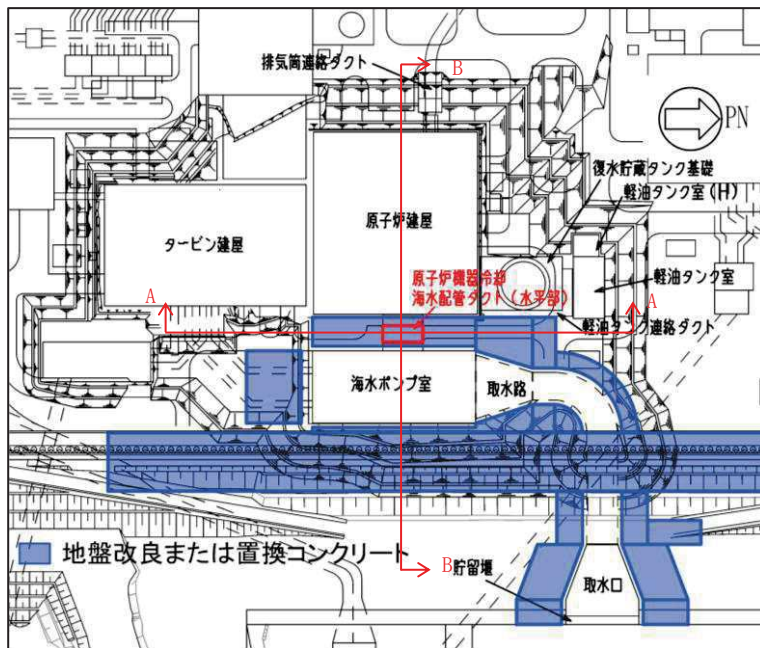 排気筒連絡ダクト
B
PN
復水貯蔵タンク基礎
軽油タンク室(H)
タービン建屋
原子炉建屋
軽油タンク室
原子炉機器冷却
海水配管ダクト(水平部)
A
A
軽油タンク連絡ダクト
海水ポンプ室
取水路
地盤改良または置換コンクリート
B
貯留堰
取水口